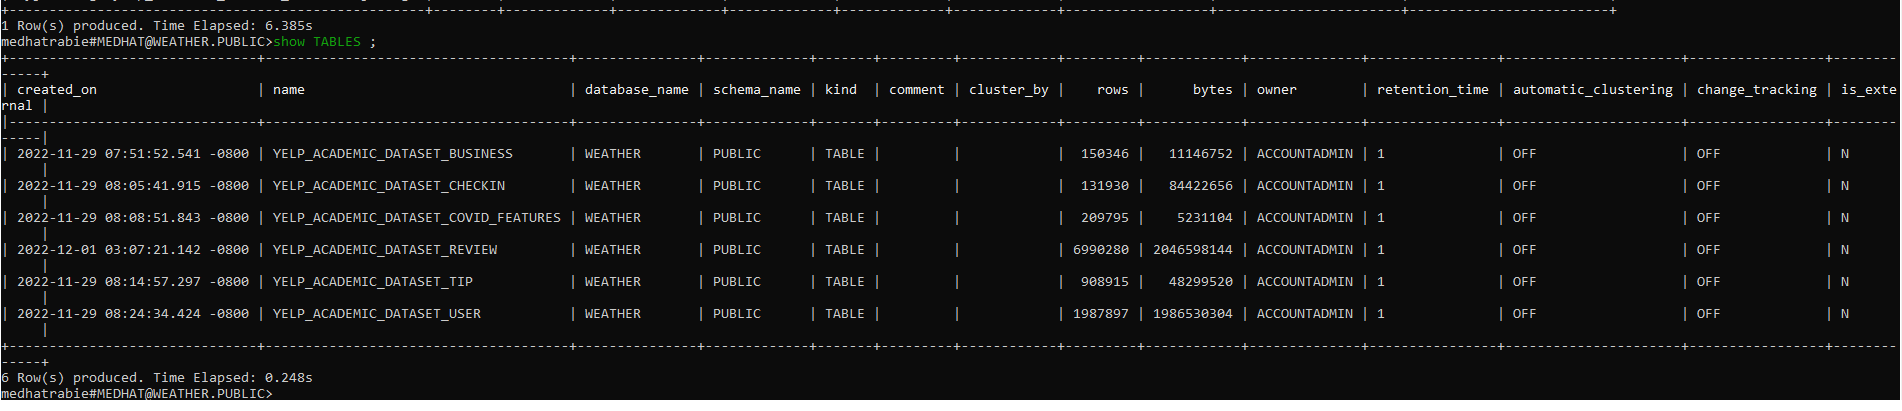 1 Row(s) produced. Time Elapsed: 6.385s
medhatrabie#MEDHAT@WEATHER.PUBLIC>show TABLES ;
+-------------------------------+--------------------------------------+---------------+-------------+-------+---------+------------+---------+------------+--------------+----------------+----------------------+-----------------+--------
-----+
| created_on                    | name                                 | database_name | schema_name | kind  | comment | cluster_by |    rows |      bytes | owner        | retention_time | automatic_clustering | change_tracking | is_exte
rnal |
|-------------------------------+--------------------------------------+---------------+-------------+-------+---------+------------+---------+------------+--------------+----------------+----------------------+-----------------+--------
-----|
| 2022-11-29 07:51:52.541 -0800 | YELP_ACADEMIC_DATASET_BUSINESS       | WEATHER       | PUBLIC      | TABLE |         |            |  150346 |   11146752 | ACCOUNTADMIN | 1              | OFF                  | OFF             | N
     |
| 2022-11-29 08:05:41.915 -0800 | YELP_ACADEMIC_DATASET_CHECKIN        | WEATHER       | PUBLIC      | TABLE |         |            |  131930 |   84422656 | ACCOUNTADMIN | 1              | OFF                  | OFF             | N
     |
| 2022-11-29 08:08:51.843 -0800 | YELP_ACADEMIC_DATASET_COVID_FEATURES | WEATHER       | PUBLIC      | TABLE |         |            |  209795 |    5231104 | ACCOUNTADMIN | 1              | OFF                  | OFF             | N
     |
| 2022-12-01 03:07:21.142 -0800 | YELP_ACADEMIC_DATASET_REVIEW         | WEATHER       | PUBLIC      | TABLE |         |            | 6990280 | 2046598144 | ACCOUNTADMIN | 1              | OFF                  | OFF             | N
     |
| 2022-11-29 08:14:57.297 -0800 | YELP_ACADEMIC_DATASET_TIP            | WEATHER       | PUBLIC      | TABLE |         |            |  908915 |   48299520 | ACCOUNTADMIN | 1              | OFF                  | OFF             | N
     |
| 2022-11-29 08:24:34.424 -0800 | YELP_ACADEMIC_DATASET_USER           | WEATHER       | PUBLIC      | TABLE |         |            | 1987897 | 1986530304 | ACCOUNTADMIN | 1              | OFF                  | OFF             | N
     |
+-------------------------------+--------------------------------------+---------------+-------------+-------+---------+------------+---------+------------+--------------+----------------+----------------------+-----------------+--------
-----+
6 Row(s) produced. Time Elapsed: 0.248s
medhatrabie#MEDHAT@WEATHER.PUBLIC>